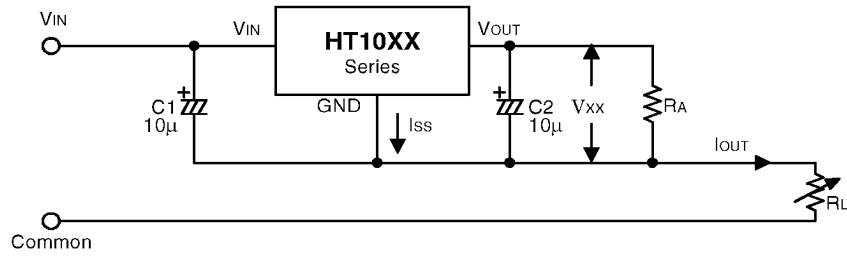 VIN
VIN
HT10XX
Series
VOUT
GND
C1
10μ
ISS
C2
10μ
VXX
RA
IOUT
RL
Common